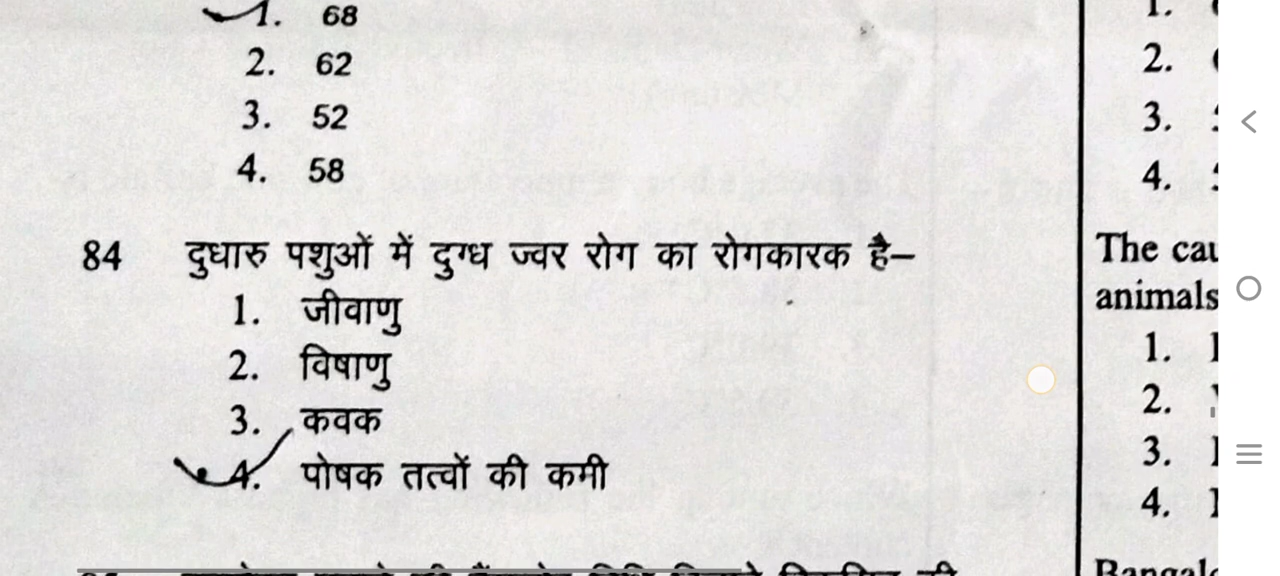 1. 68
2. 62
3. 52
4. 58
84 दुधारु पशुओं में दुग्ध ज्वर रोग का रोगकारक है–
1. जीवाणु
2. विषाणु
3. कवक
4. पोषक तत्वों की कमी
1.
2.
3.
4.
The
animals
1.
2.
3.
4.